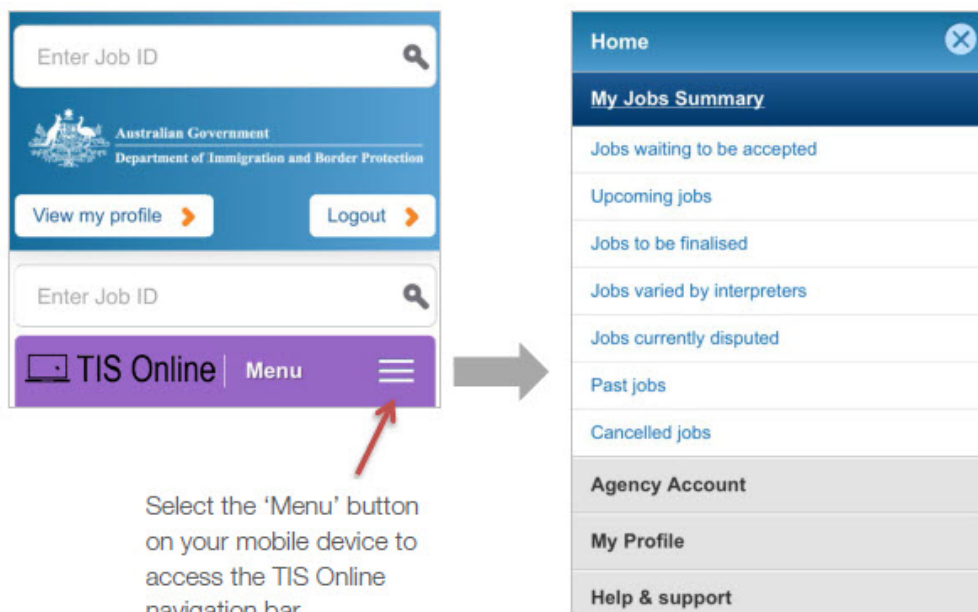 Enter Job ID
Australian Government
Department of Immigration and Border Protection
View my profile
Logout
Enter Job ID
TIS Online
Menu
Select the ‘Menu’ button
on your mobile device to
access the TIS Online
navigation bar
Home
My Jobs Summary
Jobs waiting to be accepted
Upcoming jobs
Jobs to be finalised
Jobs varied by interpreters
Jobs currently disputed
Past jobs
Cancelled jobs
Agency Account
My Profile
Help & support